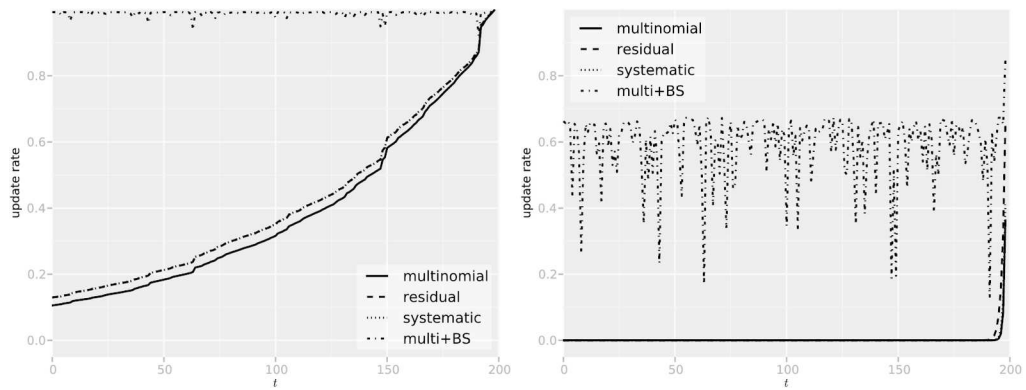 update rate
0.8
0.6
0.4
0.2
0.0
0
50
100
150
200
t
multinomial
residual
systematic
multi+BS
update rate
0.8
0.6
0.4
0.2
0.0
0
50
100
150
200
t
multinomial
residual
systematic
multi+BS